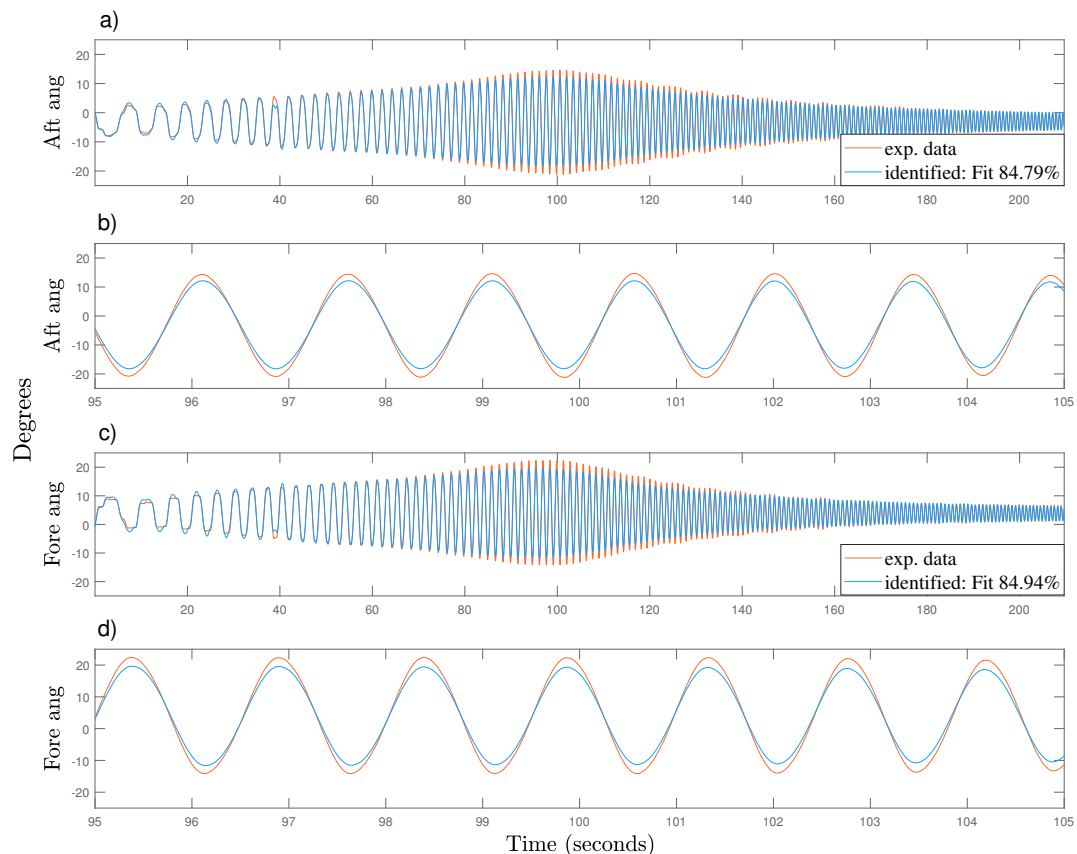 a)
Aft ang
20
10
0
-10
-20
exp. data
identified: Fit 84.79%
20 40 60 80 100 120 140 160 180 200
b)
Aft ang
20
10
0
-10
-20
95 96 97 98 99 100 101 102 103 104 105
Degrees
c)
Fore ang
20
10
0
-10
-20
exp. data
identified: Fit 84.94%
20 40 60 80 100 120 140 160 180 200
d)
Fore ang
20
10
0
-10
-20
95 96 97 98 99 100 101 102 103 104 105
Time (seconds)